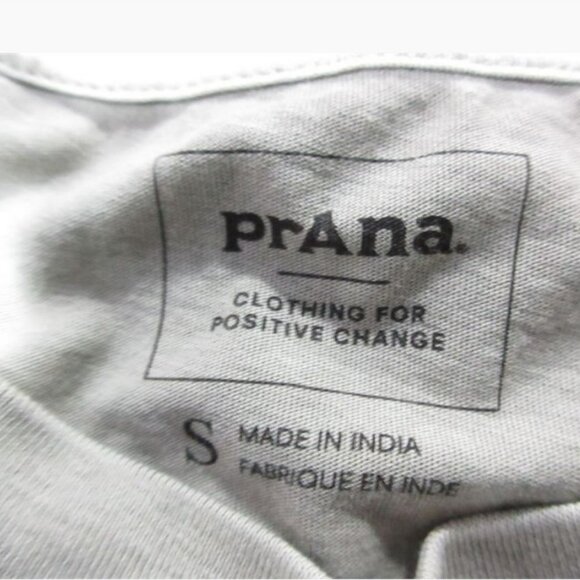 prAna.
CLOTHING FOR
POSITIVE CHANGE
S MADE IN INDIA
FABRIQUE EN INDE